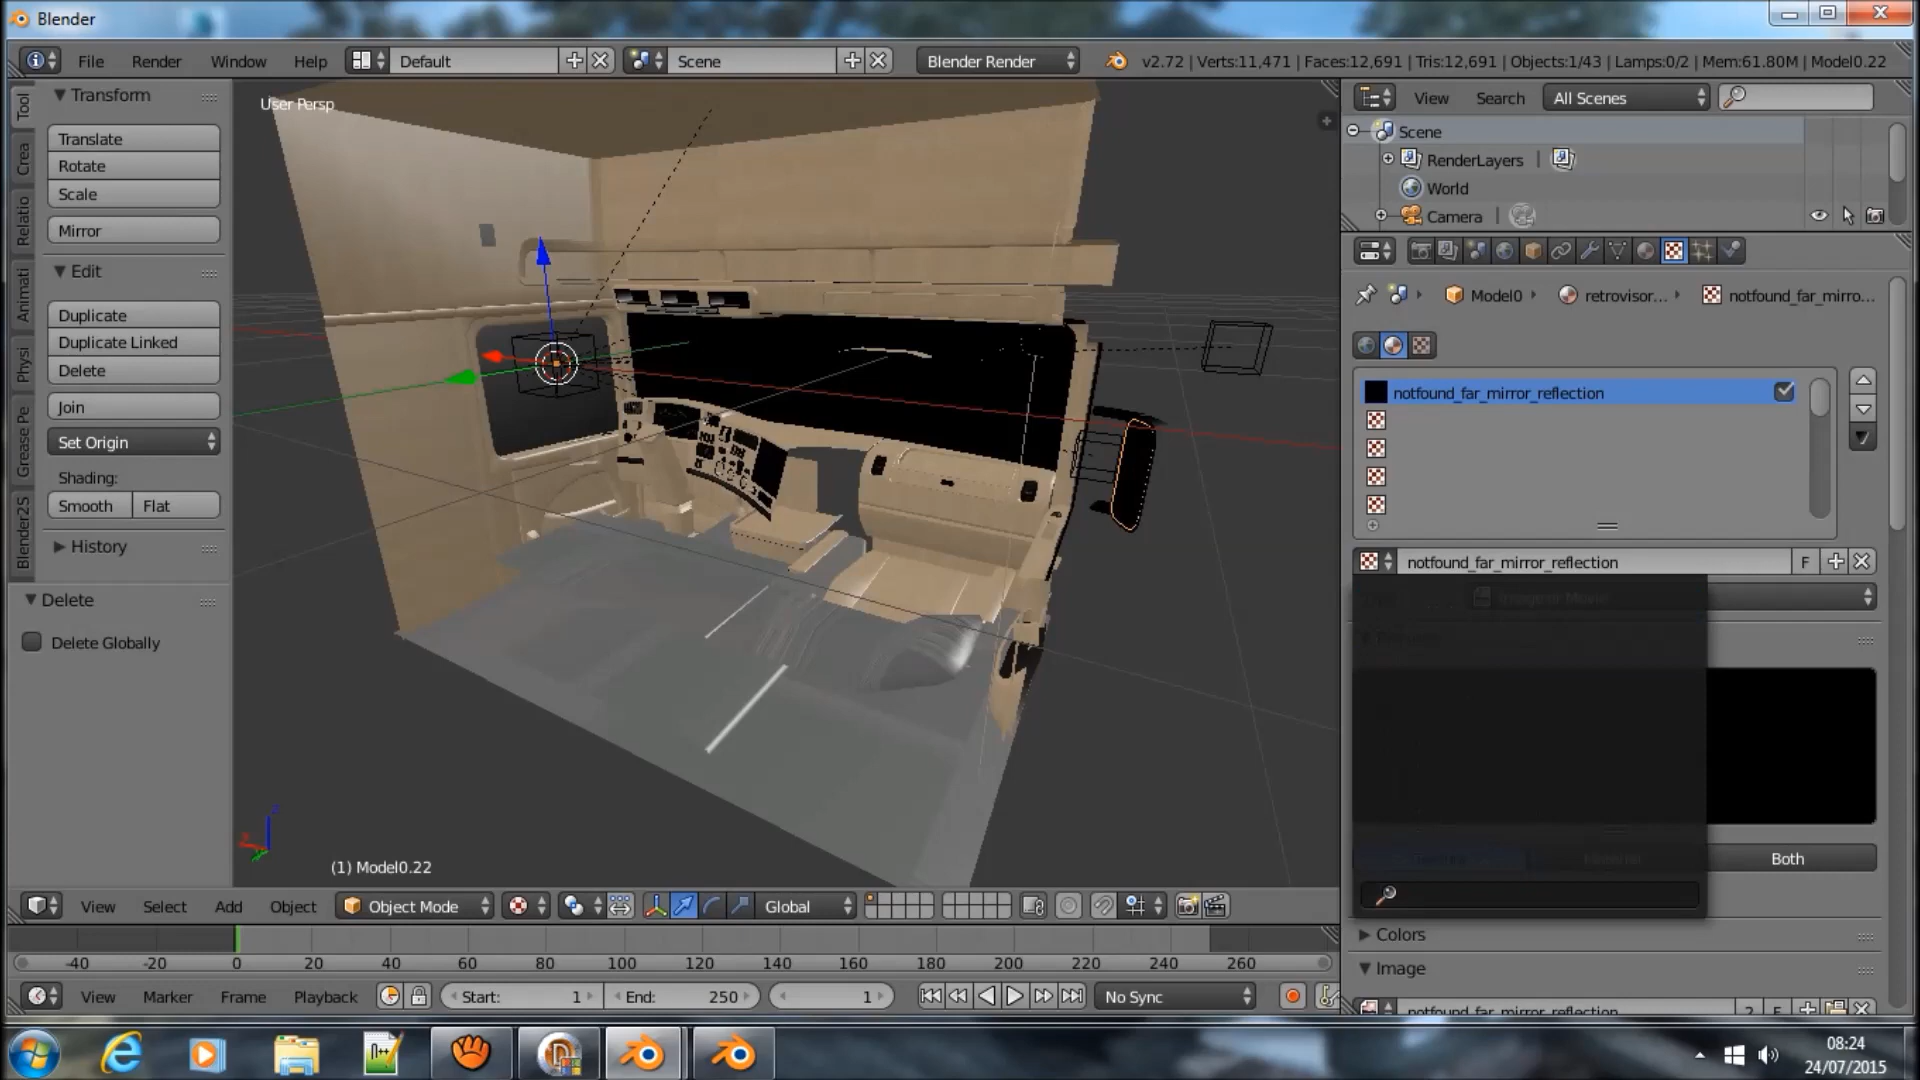 Blender
File Render Window Help Default Scene Blender Render v2.72 | Verts:11,471 | Faces:12,691 | Tris:12,691 | Objects:1/43 | Lamps:0/2 | Mem:61.80M | Model0.22
Tool
Crea
Relatio
Animati
Physi
Grease Pe
Blender2S
Transform
Translate
Rotate
Scale
Mirror
Edit
Duplicate
Duplicate Linked
Delete
Join
Set Origin
Shading:
Smooth Flat
History
Delete
Delete Globally
User Persp
(1) Model0.22
View Search All Scenes
Scene
RenderLayers |
World
Camera |
Model0 retrovisor... notfound_far_mirro...
notfound_far_mirror_reflection
notfound_far_mirror_reflection F
Both
Colors
Image
notfound_far_mirror_reflection 2 F
View Select Add Object Object Mode Global
-40 -20 0 20 40 60 80 100 120 140 160 180 200 220 240 260
View Marker Frame Playback Start: 1 End: 250 1 No Sync
08:24
24/07/2015